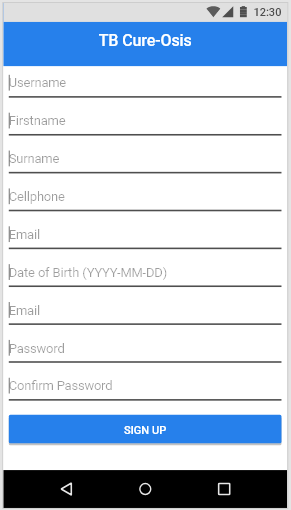 12:30
TB Cure-Osis
Username
Firstname
Surname
Cellphone
Email
Date of Birth (YYYY-MM-DD)
Email
Password
Confirm Password
SIGN UP